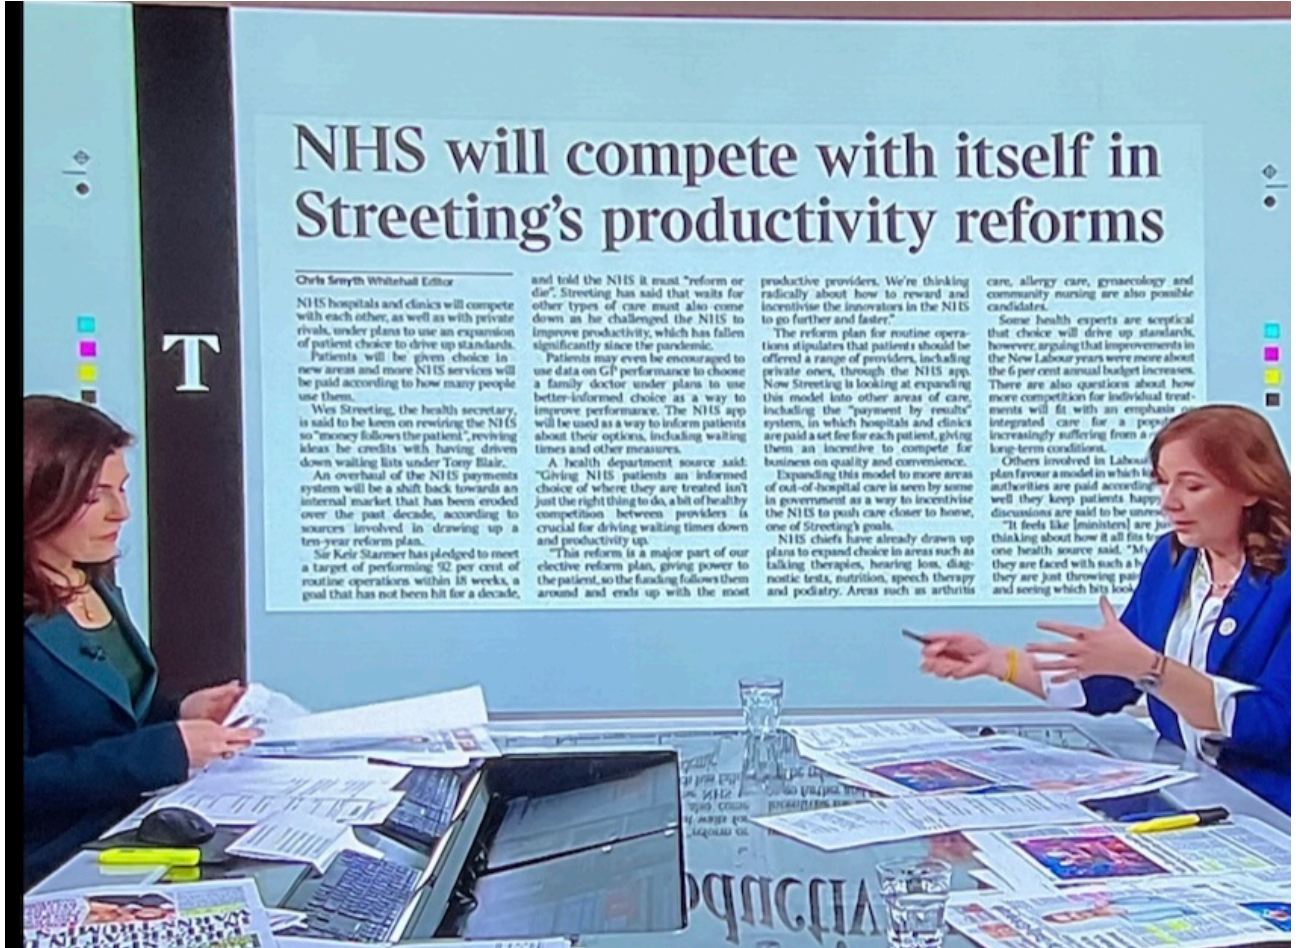 NHS will compete with itself in
Streeting's productivity reforms
T
Chris Smyth Whitehall Editor
NHS hospitals and clinics will compete
with each other, as well as with private
rivals, under plans to use an expansion
of patient choice to drive up standards.
Patients will be given choice in
new areas and more NHS services will
be paid according to how many people
use them.
Wes Streeting, the health secretary,
is said to be keen on rewiring the NHS
so "money follows the patient", reviving
ideas he credits with having driven
down waiting lists under Tony Blair.
An overhaul of the NHS payments
system will be a shift back towards an
internal market that has been eroded
over the past decade, according to
sources involved in drawing up a
ten-year reform plan.
Sir Keir Starmer has pledged to meet
a target of performing 92 per cent of
routine operations within 18 weeks, a
goal that has not been hit for a decade,
and told the NHS it must "reform or
die". Streeting has said that waits for
other types of care must also come
down as he challenged the NHS to
improve productivity, which has fallen
significantly since the pandemic.
Patients may even be encouraged to
use data on GP performance to choose
a family doctor under plans to use
better-informed choice as a way to
improve performance. The NHS app
will be used as a way to inform patients
about their options, including waiting
times and other measures.
A health department source said:
"Giving NHS patients an informed
choice of where they are treated isn't
just the right thing to do, a bit of healthy
competition between providers is
crucial for driving waiting times down
and productivity up.
"This reform is a major part of our
elective reform plan, giving power to
the patient, so the funding follows them
around and ends up with the most
productive providers. We're thinking
radically about how to reward and
incentivise the innovators in the NHS
to go further and faster."
The reform plan for routine opera-
tions stipulates that patients should be
offered a range of providers, including
private ones, through the NHS app.
Now Streeting is looking at expanding
this model into other areas of care,
including the "payment by results"
system, in which hospitals and clinics
are paid a set fee for each patient, giving
them an incentive to compete for
business on quality and convenience.
Expanding this model to more areas
of out-of-hospital care is seen by some
in government as a way to incentivise
the NHS to push care closer to home,
one of Streeting's goals.
NHS chiefs have already drawn up
plans to expand choice in areas such as
talking therapies, hearing loss, diag-
nostic tests, nutrition, speech therapy
and podiatry. Areas such as arthritis
care, allergy care, gynaecology and
community nursing are also possible
candidates.
Some health experts are sceptical
that choice will drive up standards,
however, arguing that improvements in
the New Labour years were more about
the 6 per cent annual budget increases.
There are also questions about how
more competition for individual treat-
ments will fit with an emphasis on
integrated care for a
increasingly suffering from a
long-term conditions.
Others involved in
plan favour a model in which
authorities are paid according
well they keep patients happy
discussions are said to be
"It feels like [ministers] are
thinking about how it all fits
one health source said.
they are faced with such a
they are just throwing
and seeing which bits